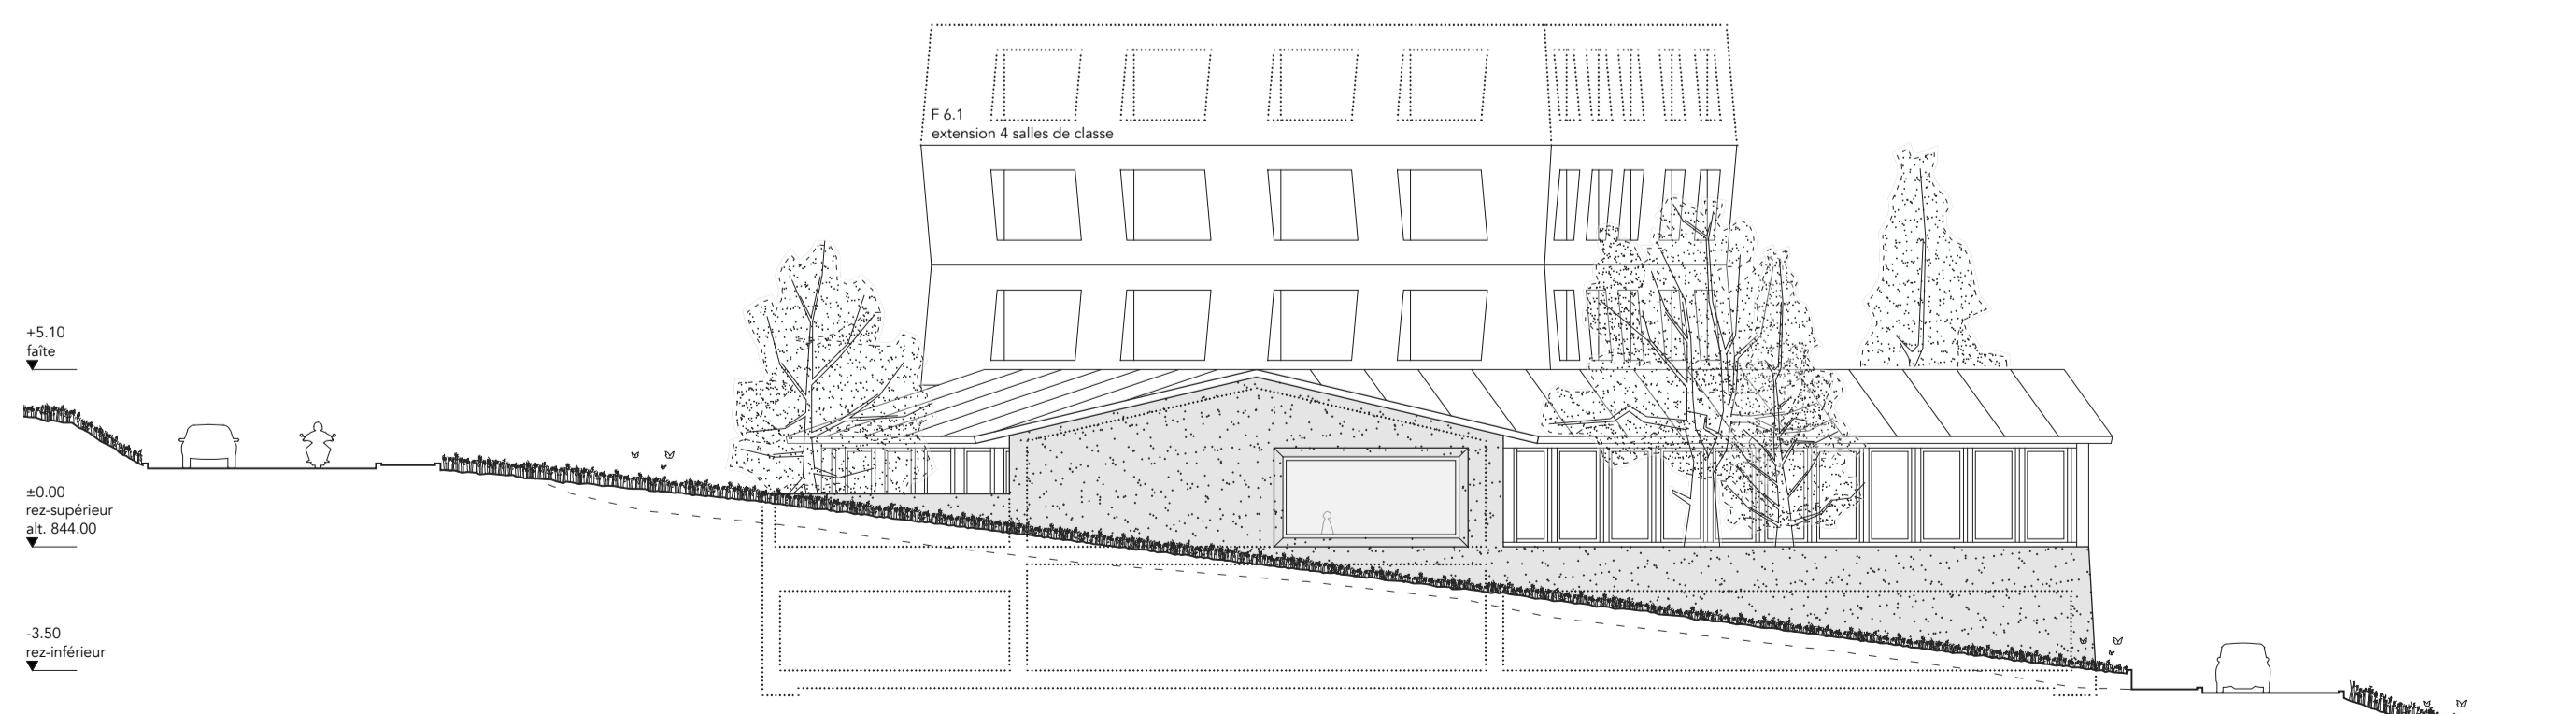 F 6.1
extension 4 salles de classe
+5.10
faîte
±0.00
rez-supérieur
alt. 844.00
-3.50
rez-inférieur